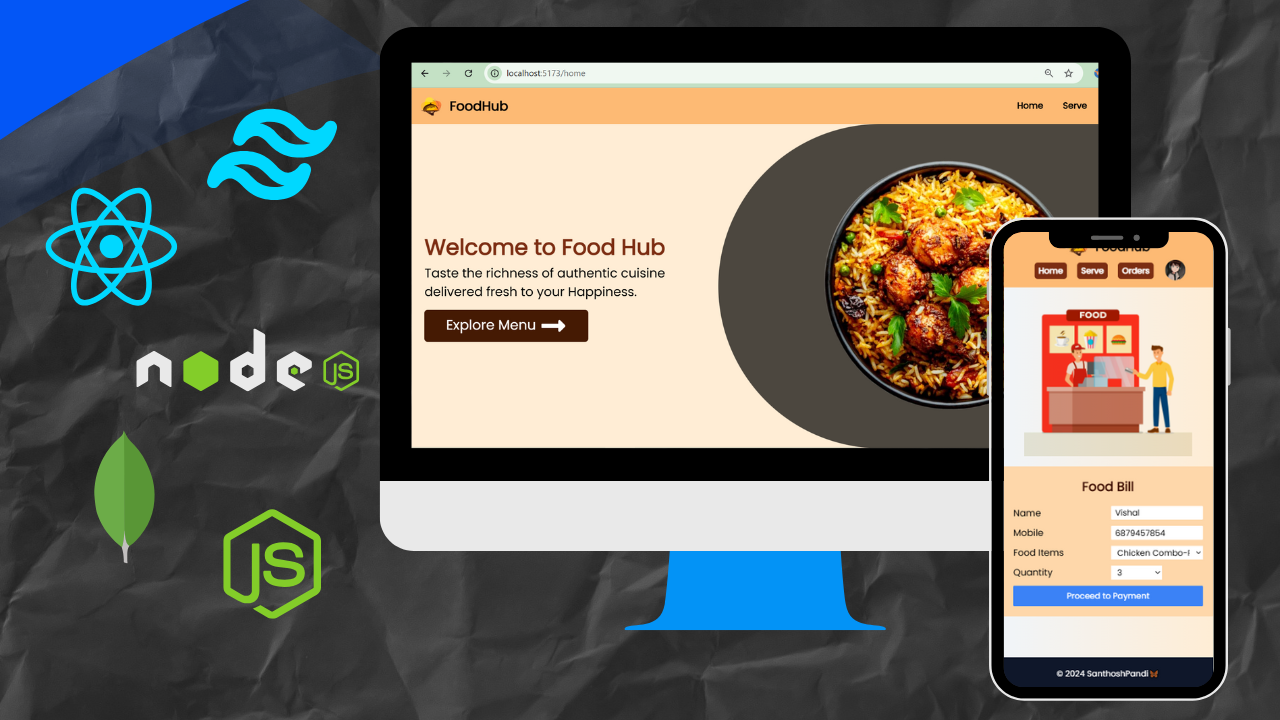 localhost:5173/home
FoodHub
Home Serve
Welcome to Food Hub
Taste the richness of authentic cuisine
delivered fresh to your Happiness.
Explore Menu
node JS
JS
FoodHub
Home Serve Orders
FOOD
Food Bill
Name Vishal
Mobile 6879457854
Food Items Chicken Combo-
Quantity 3
Proceed to Payment
© 2024 SanthoshPandi